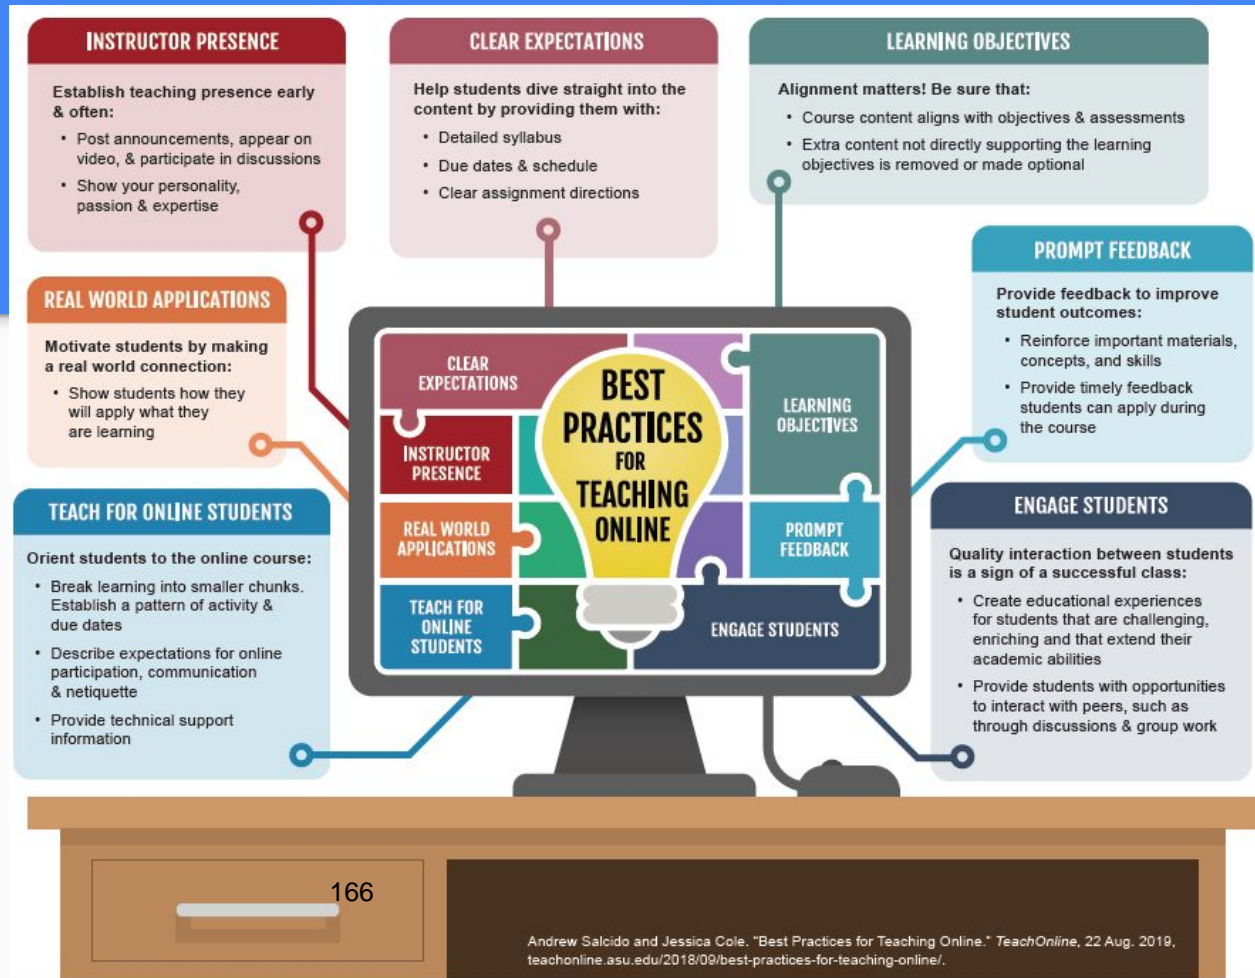 INSTRUCTOR PRESENCE
Establish teaching presence early
& often:
• Post announcements, appear on
video, & participate in discussions
• Show your personality,
passion & expertise
CLEAR EXPECTATIONS
Help students dive straight into the
content by providing them with:
• Detailed syllabus
• Due dates & schedule
• Clear assignment directions
LEARNING OBJECTIVES
Alignment matters! Be sure that:
• Course content aligns with objectives & assessments
• Extra content not directly supporting the learning
objectives is removed or made optional
REAL WORLD APPLICATIONS
Motivate students by making
a real world connection:
• Show students how they
will apply what they
are learning
PROMPT FEEDBACK
Provide feedback to improve
student outcomes:
• Reinforce important materials,
concepts, and skills
• Provide timely feedback
students can apply during
the course
TEACH FOR ONLINE STUDENTS
Orient students to the online course:
• Break learning into smaller chunks.
Establish a pattern of activity &
due dates
• Describe expectations for online
participation, communication
& netiquette
• Provide technical support
information
ENGAGE STUDENTS
Quality interaction between students
is a sign of a successful class:
• Create educational experiences
for students that are challenging,
enriching and that extend their
academic abilities
• Provide students with opportunities
to interact with peers, such as
through discussions & group work
CLEAR
EXPECTATIONS
INSTRUCTOR
PRESENCE
REAL WORLD
APPLICATIONS
TEACH FOR
ONLINE
STUDENTS
BEST
PRACTICES
FOR
TEACHING
ONLINE
LEARNING
OBJECTIVES
PROMPT
FEEDBACK
ENGAGE STUDENTS
166
Andrew Salcido and Jessica Cole. "Best Practices for Teaching Online." TeachOnline, 22 Aug. 2019,
teachonline.asu.edu/2018/09/best-practices-for-teaching-online/.